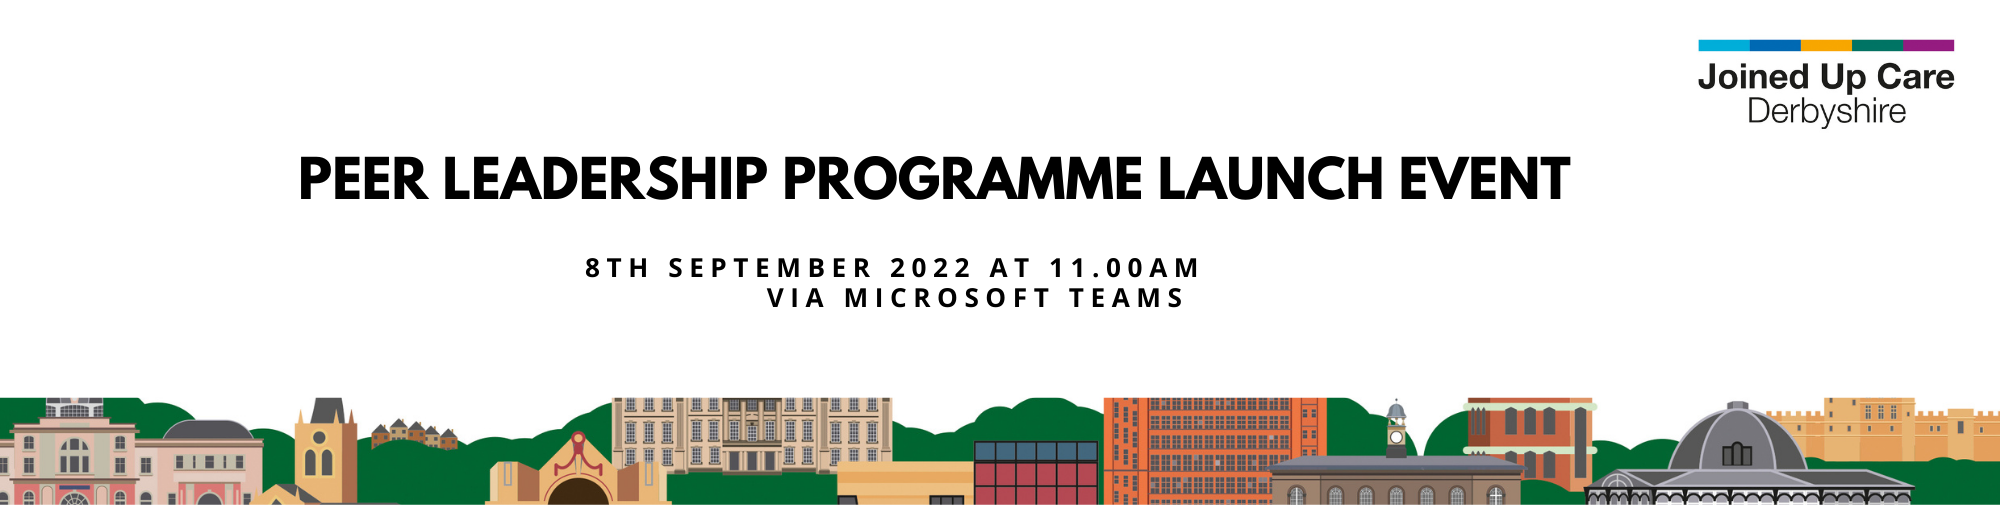 Joined Up Care
Derbyshire
PEER LEADERSHIP PROGRAMME LAUNCH EVENT
8TH SEPTEMBER 2022 AT 11.00AM
VIA MICROSOFT TEAMS